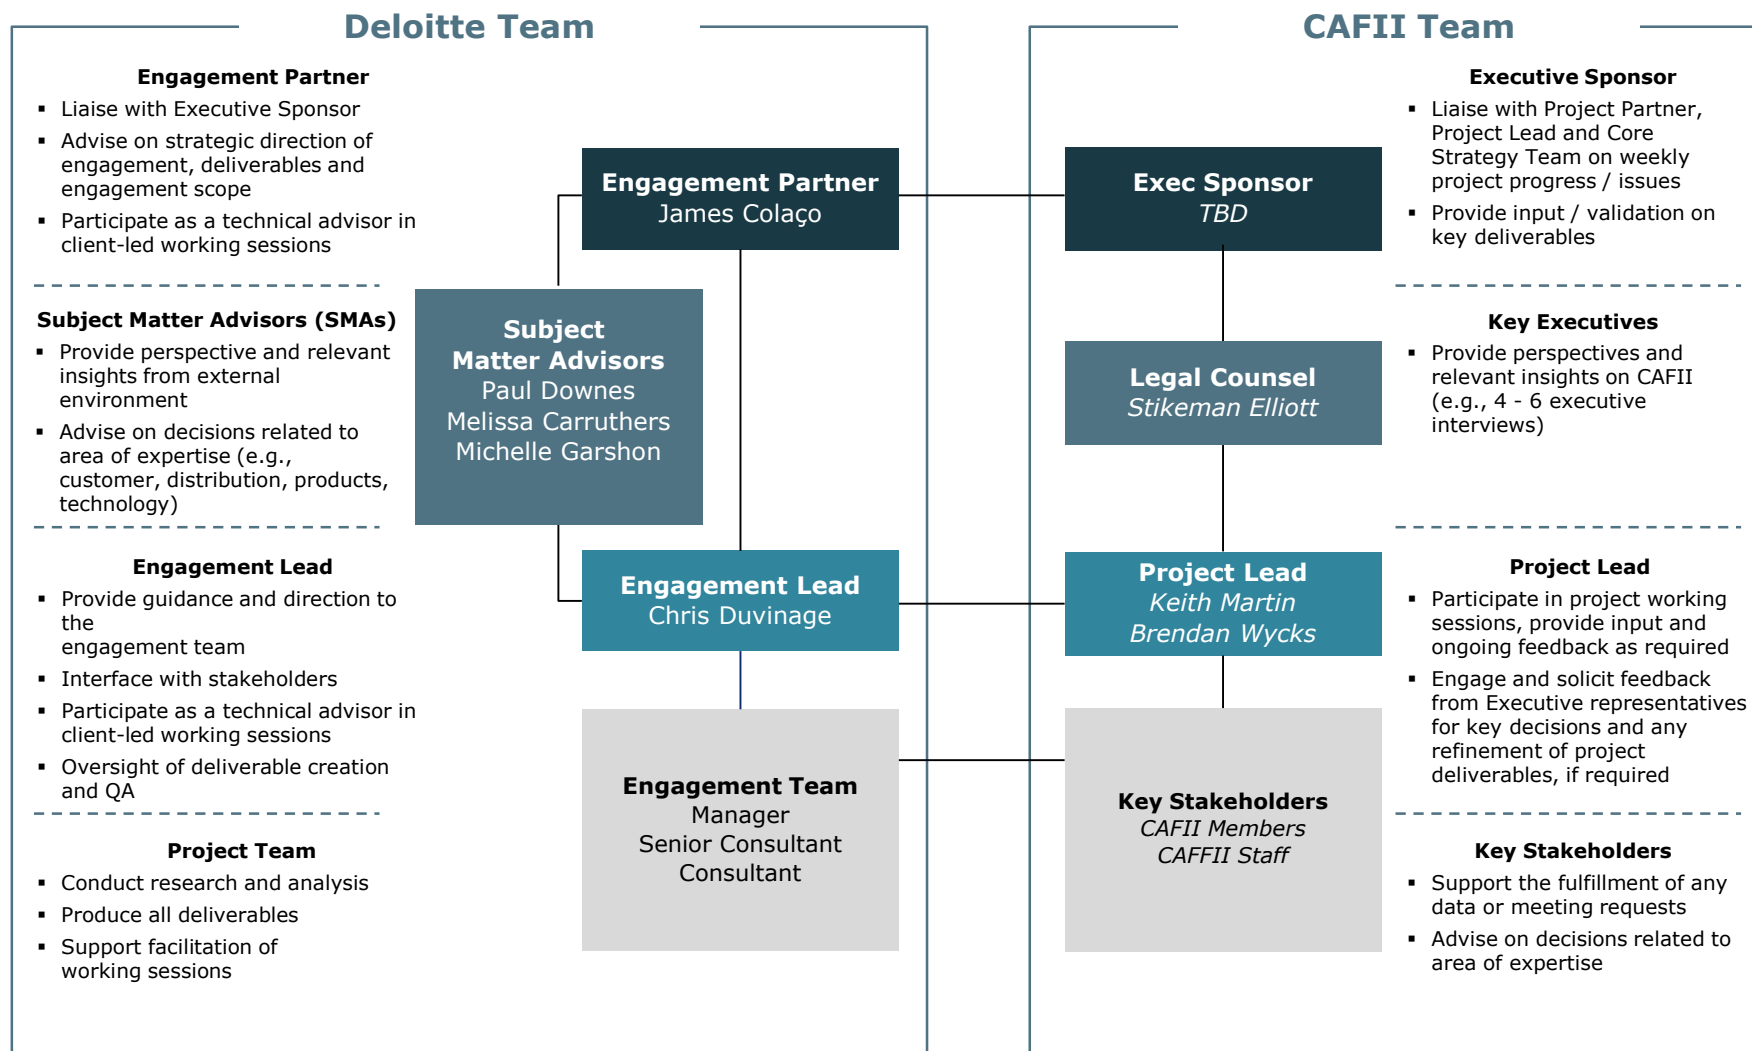 Deloitte Team
Engagement Partner
▪ Liaise with Executive Sponsor
▪ Advise on strategic direction of
engagement, deliverables and
engagement scope
▪ Participate as a technical advisor in
client-led working sessions
Subject Matter Advisors (SMAs)
▪ Provide perspective and relevant
insights from external
environment
▪ Advise on decisions related to
area of expertise (e.g.,
customer, distribution, products,
technology)
Engagement Lead
▪ Provide guidance and direction to
the
engagement team
▪ Interface with stakeholders
▪ Participate as a technical advisor in
client-led working sessions
▪ Oversight of deliverable creation
and QA
Project Team
▪ Conduct research and analysis
▪ Produce all deliverables
▪ Support facilitation of
working sessions
Engagement Partner
James Colaço
Subject
Matter Advisors
Paul Downes
Melissa Carruthers
Michelle Garshon
Engagement Lead
Chris Duvinage
Engagement Team
Manager
Senior Consultant
Consultant
CAFII Team
Exec Sponsor
TBD
Legal Counsel
Stikeman Elliott
Project Lead
Keith Martin
Brendan Wycks
Key Stakeholders
CAFII Members
CAFFII Staff
Executive Sponsor
▪ Liaise with Project Partner,
Project Lead and Core
Strategy Team on weekly
project progress / issues
▪ Provide input / validation on
key deliverables
Key Executives
▪ Provide perspectives and
relevant insights on CAFII
(e.g., 4 - 6 executive
interviews)
Project Lead
▪ Participate in project working
sessions, provide input and
ongoing feedback as required
▪ Engage and solicit feedback
from Executive representatives
for key decisions and any
refinement of project
deliverables, if required
Key Stakeholders
▪ Support the fulfillment of any
data or meeting requests
▪ Advise on decisions related to
area of expertise